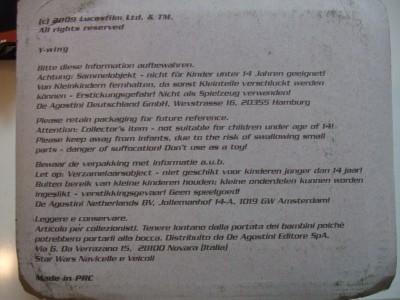 (c) 2009 Lucasfilm Ltd. & TM.
All rights reserved
Y-wing
Bitte diese Information aufbewahren.
Achtung: Sammelobjekt - nicht für Kinder unter 14 Jahren geeignet!
Von Kleinkindern fernhalten, da sonst Kleinteile verschluckt werden
können - Erstickungsgefahr! Nicht als Spielzeug verwenden!
De Agostini Deutschland GmbH, Wevstrasse 16, 20355 Hamburg
Please retain packaging for future reference.
Attention: Collector's item - not suitable for children under age of 14!
Please keep away from infants, due to the risk of swallowing small
parts - danger of suffocation! Don't use as a toy!
Bewaar de verpakking met informatie a.u.b.
Let op: Verzamelaarsobject - niet geschikt voor kinderen jonger dan 14 jaar!
Buiten bereik van kleine kinderen houden; kleine onderdelen kunnen worden
ingeslikt - verstikkingsgevaar! Geen speelgoed!
De Agostini Netherlands BV, Jollemanhof 14-A, 1019 GW Amsterdam!
Leggere e conservare.
Articolo per collezionisti. Tenere lontano dalla portata dei bambini poiché
potrebbero portarli alla bocca. Distribuito da De Agostini Editore SpA,
Via G. Da Verrazano 15, 28100 Novara (Italia)
Star Wars Navicelle e Veicoli
Made in PRC